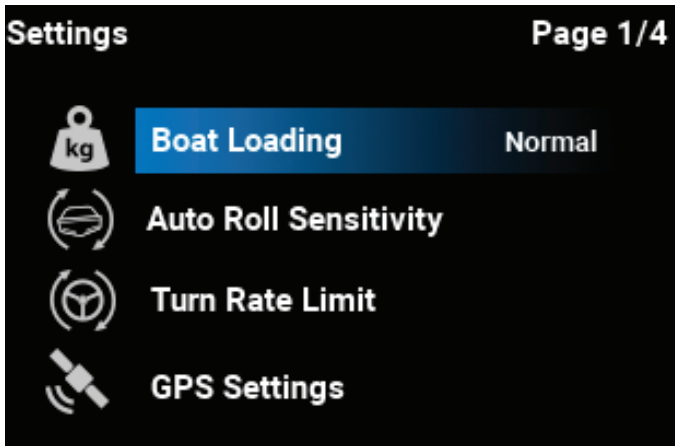 Settings Page 1/4
kg Boat Loading Normal
Auto Roll Sensitivity
Turn Rate Limit
GPS Settings